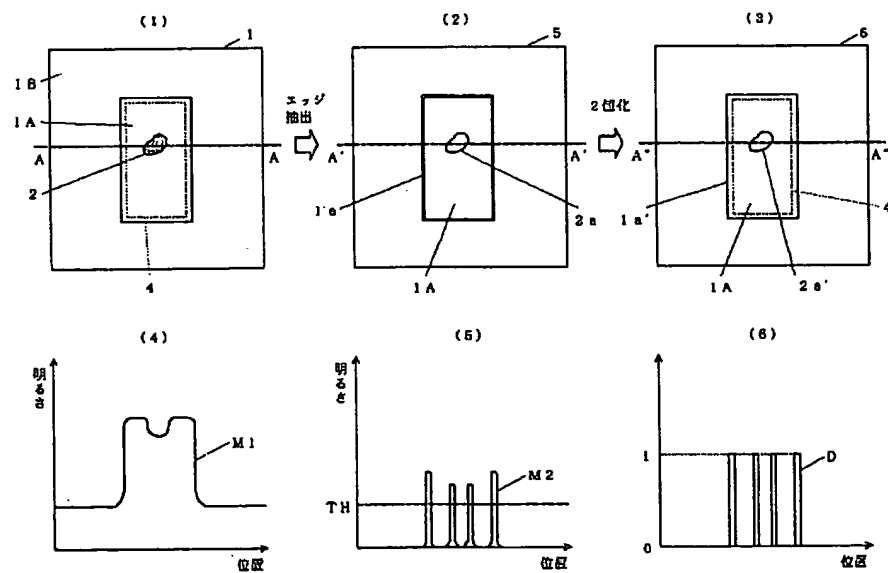 (1)
(2)
(3)
1
5
6
1B
1A
エッジ
抽出
2値化
A
A
A'
A'
A"
A"
2
1a
2a
1a'
4
4
1A
1A
2a'
(4)
(5)
(6)
明るさ
明るさ
M1
M2
TH
1
D
0
位置
位置
位置